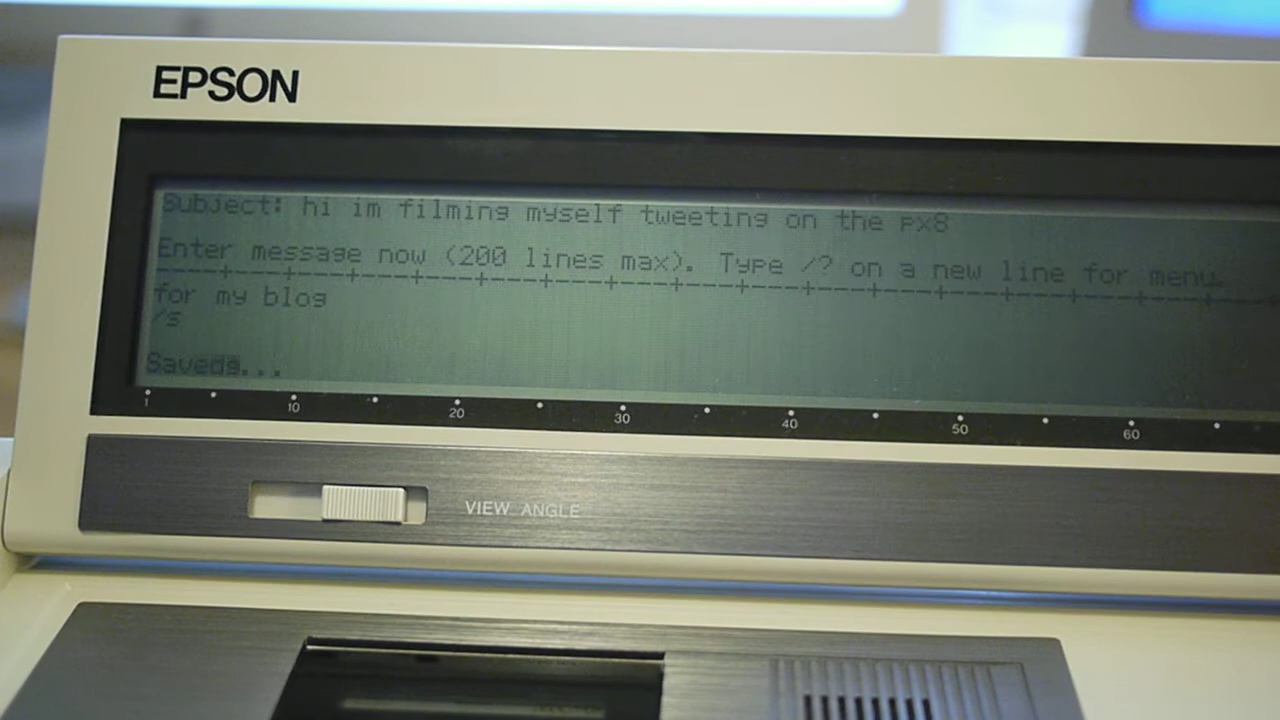 EPSON
Subject: hi im filming myself tweeting on the px8
Enter message now (200 lines max). Type /? on a new line for menu.
----+----+----+----+----+----+----+----+----+----+----+----+----+----+----+----+---
for my blog
/s
Savedg...
1 10 20 30 40 50 60
VIEW ANGLE